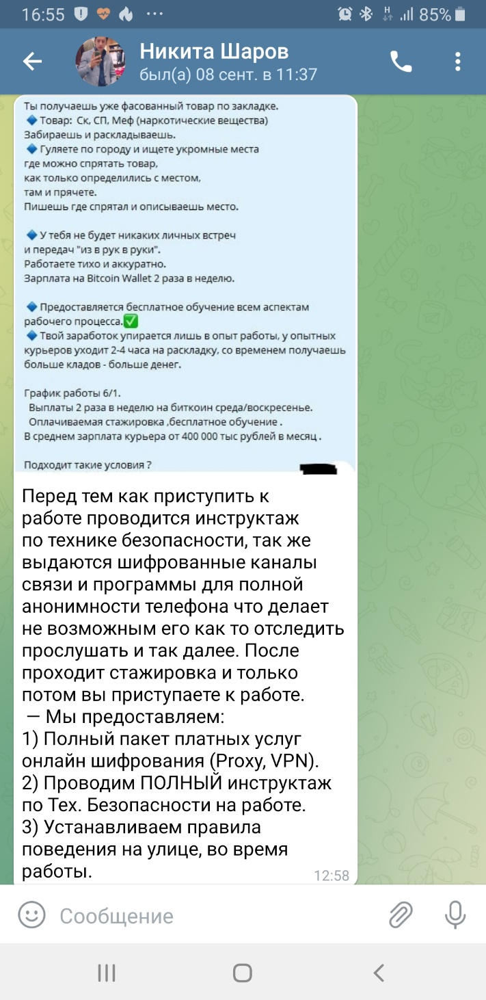 16:55
H
85%
Никита Шаров
был(а) 08 сент. в 11:37
Ты получаешь уже фасованный товар по закладке.
Товар: Ск, СП, Меф (наркотические вещества)
Забираешь и раскладываешь.
Гуляете по городу и ищете укромные места
где можно спрятать товар,
как только определились с местом,
там и прячете.
Пишешь где спрятал и описываешь место.
У тебя не будет никаких личных встреч
и передач "из в рук в руки".
Работаете тихо и аккуратно.
Зарплата на Bitcoin Wallet 2 раза в неделю.
Предоставляется бесплатное обучение всем аспектам
рабочего процесса.✅
Твой заработок упирается лишь в опыт работы, у опытных
курьеров уходит 2-4 часа на раскладку, со временем получаешь
больше кладов - больше денег.
График работы 6/1.
Выплаты 2 раза в неделю на биткоин среда/воскресенье.
Оплачиваемая стажировка ,бесплатное обучение .
В среднем зарплата курьера от 400 000 тыс рублей в месяц .
Подходит такие условия ?
Перед тем как приступить к
работе проводится инструктаж
по технике безопасности, так же
выдаются шифрованные каналы
связи и программы для полной
анонимности телефона что делает
не возможным его как то отследить
прослушать и так далее. После
проходит стажировка и только
потом вы приступаете к работе.
— Мы предоставляем:
1) Полный пакет платных услуг
онлайн шифрования (Proxy, VPN).
2) Проводим ПОЛНЫЙ инструктаж
по Тех. Безопасности на работе.
3) Устанавливаем правила
поведения на улице, во время
работы.
12:58
Сообщение